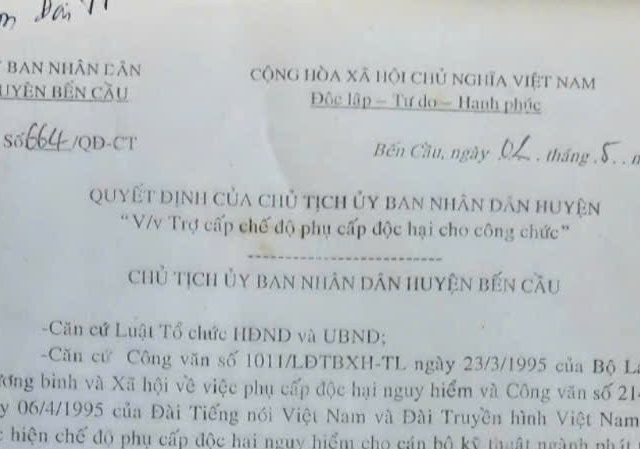 BAN NHÂN DÂN
CỘNG HÒA XÃ HỘI CHỦ NGHĨA VIỆT NAM
UYỆN BẾN CẦU
Độc lập – Tự do – Hạnh phúc
Số 664/QĐ-CT
Bến Cầu, ngày 02. tháng .5. . n
QUYẾT ĐỊNH CỦA CHỦ TỊCH ỦY BAN NHÂN DÂN HUYỆN
“V/v Trợ cấp chế độ phụ cấp độc hại cho công chức”
CHỦ TỊCH ỦY BAN NHÂN DÂN HUYỆN BẾN CẦU
-Căn cứ Luật Tổ chức HĐND và UBND;
-Căn cứ Công văn số 1011/LĐTBXH-TL ngày 23/3/1995 của Bộ La
ương binh và Xã hội về việc phụ cấp độc hại nguy hiểm và Công văn số 214
y 06/4/1995 của Đài Tiếng nói Việt Nam và Đài Truyền hình Việt Nam
c hiện chế độ phụ cấp độc hại nguy hiểm cho cán bộ kỹ thuật ngành phát